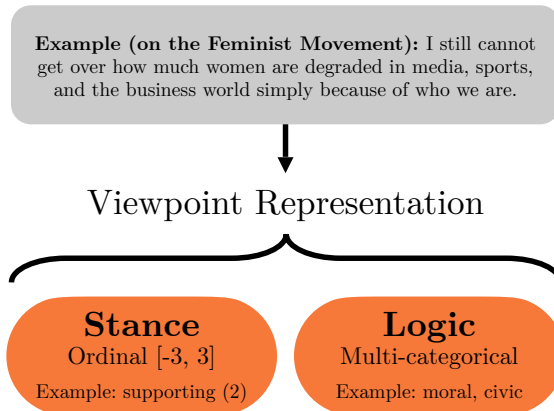 Example (on the Feminist Movement): I still cannot
get over how much women are degraded in media, sports,
and the business world simply because of who we are.
Viewpoint Representation
Stance
Ordinal [-3, 3]
Example: supporting (2)
Logic
Multi-categorical
Example: moral, civic